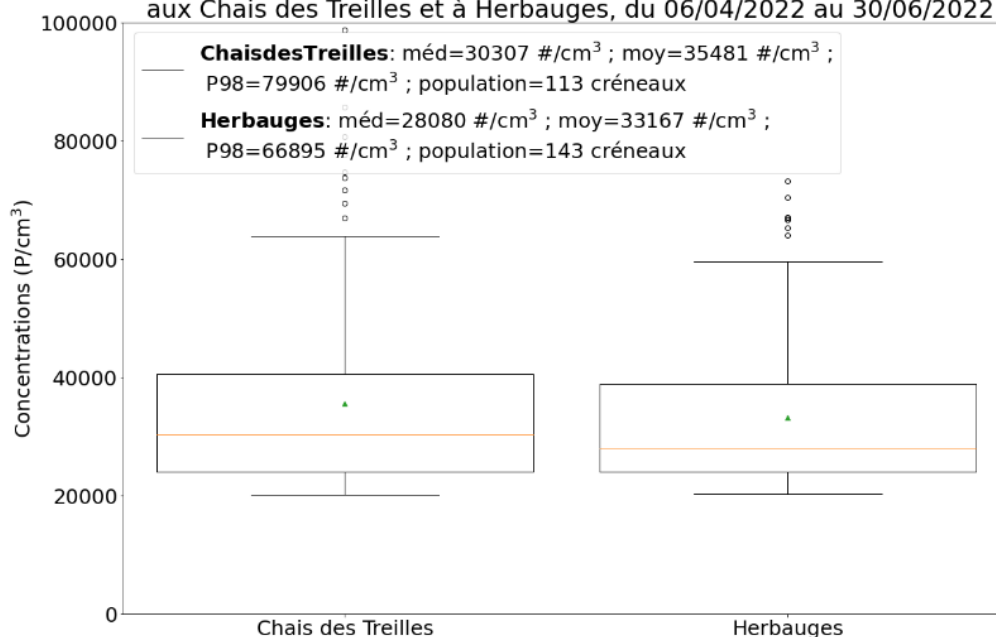 aux Chais des Treilles et à Herbauges, du 06/04/2022 au 30/06/2022
100000
ChaisdesTreilles: méd=30307 #/cm³ ; moy=35481 #/cm³ ;
P98=79906 #/cm³ ; population=113 créneaux
Herbauges: méd=28080 #/cm³ ; moy=33167 #/cm³ ;
P98=66895 #/cm³ ; population=143 créneaux
80000
60000
40000
20000
0
Concentrations (P/cm³)
Chais des Treilles
Herbauges